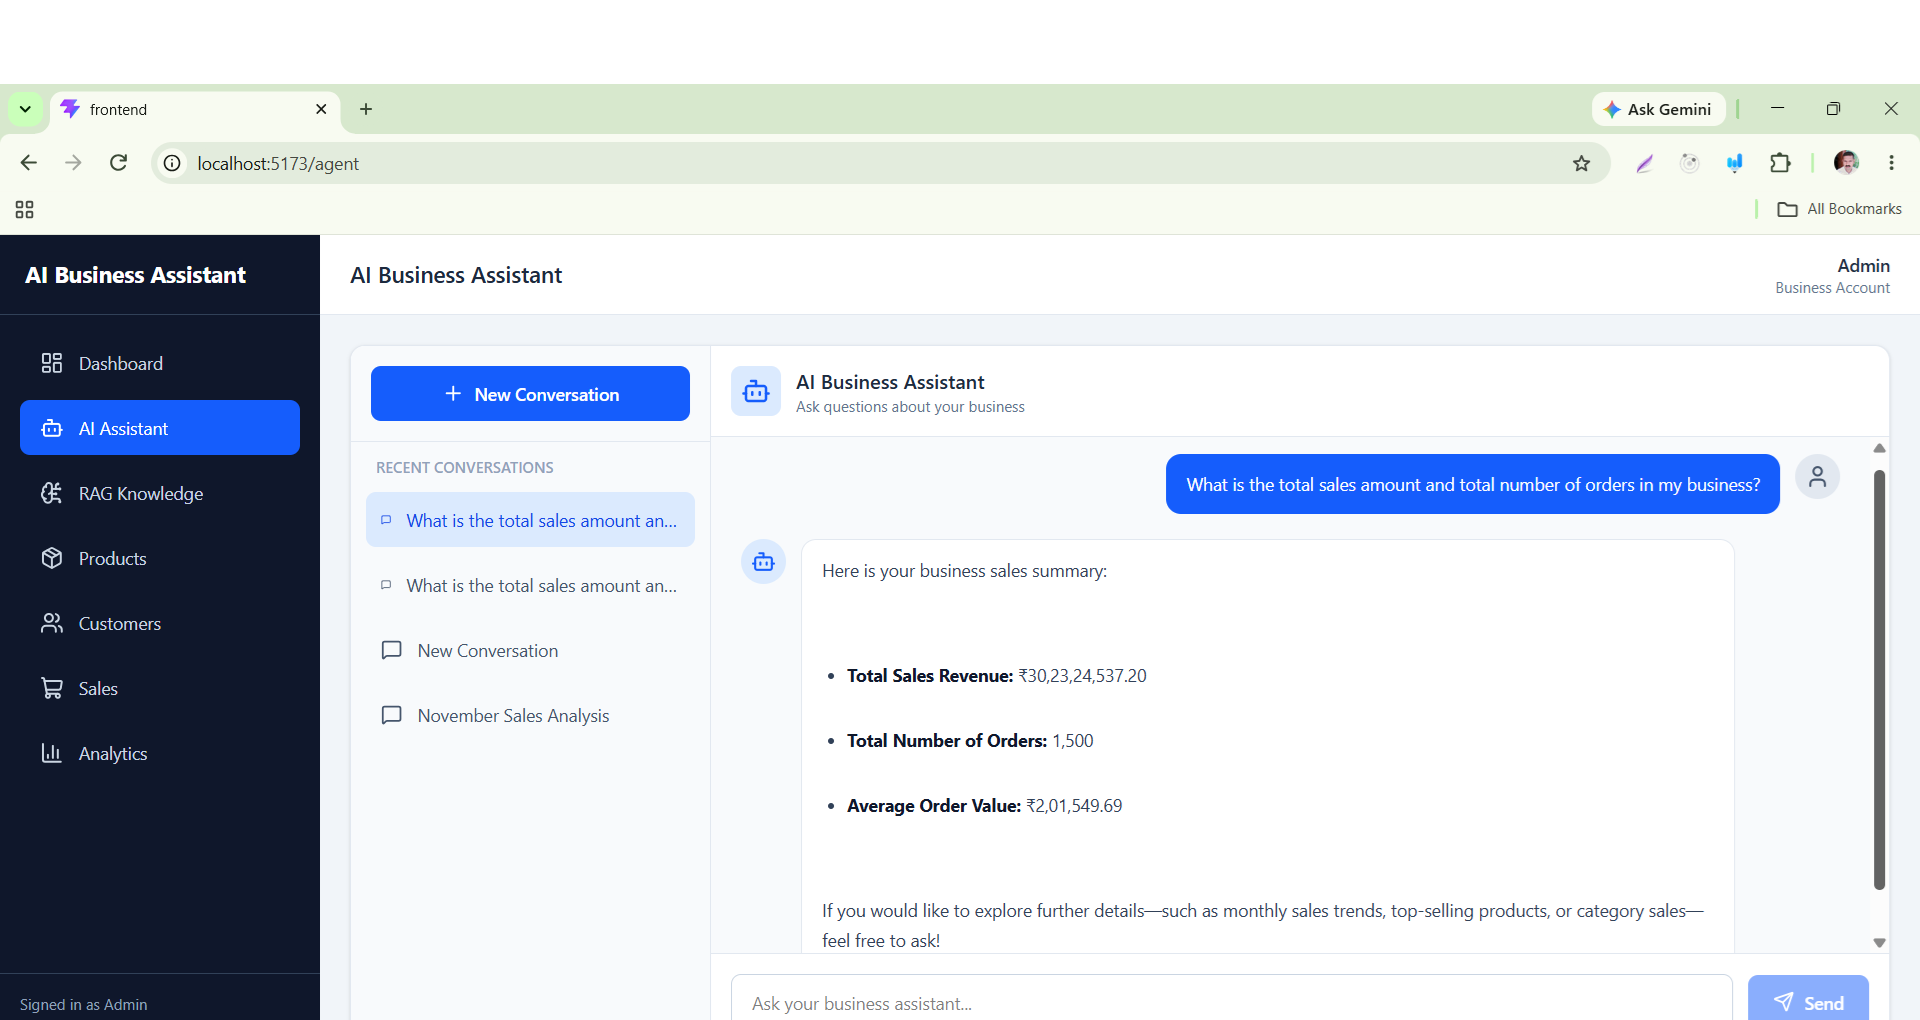 frontend
Ask Gemini
localhost:5173/agent
All Bookmarks
AI Business Assistant
Dashboard
AI Assistant
RAG Knowledge
Products
Customers
Sales
Analytics
Signed in as Admin
AI Business Assistant
Admin
Business Account
New Conversation
RECENT CONVERSATIONS
What is the total sales amount an...
What is the total sales amount an...
New Conversation
November Sales Analysis
AI Business Assistant
Ask questions about your business
What is the total sales amount and total number of orders in my business?
Here is your business sales summary:
• Total Sales Revenue: ₹30,23,24,537.20
• Total Number of Orders: 1,500
• Average Order Value: ₹2,01,549.69
If you would like to explore further details—such as monthly sales trends, top-selling products, or category sales—
feel free to ask!
Ask your business assistant...
Send